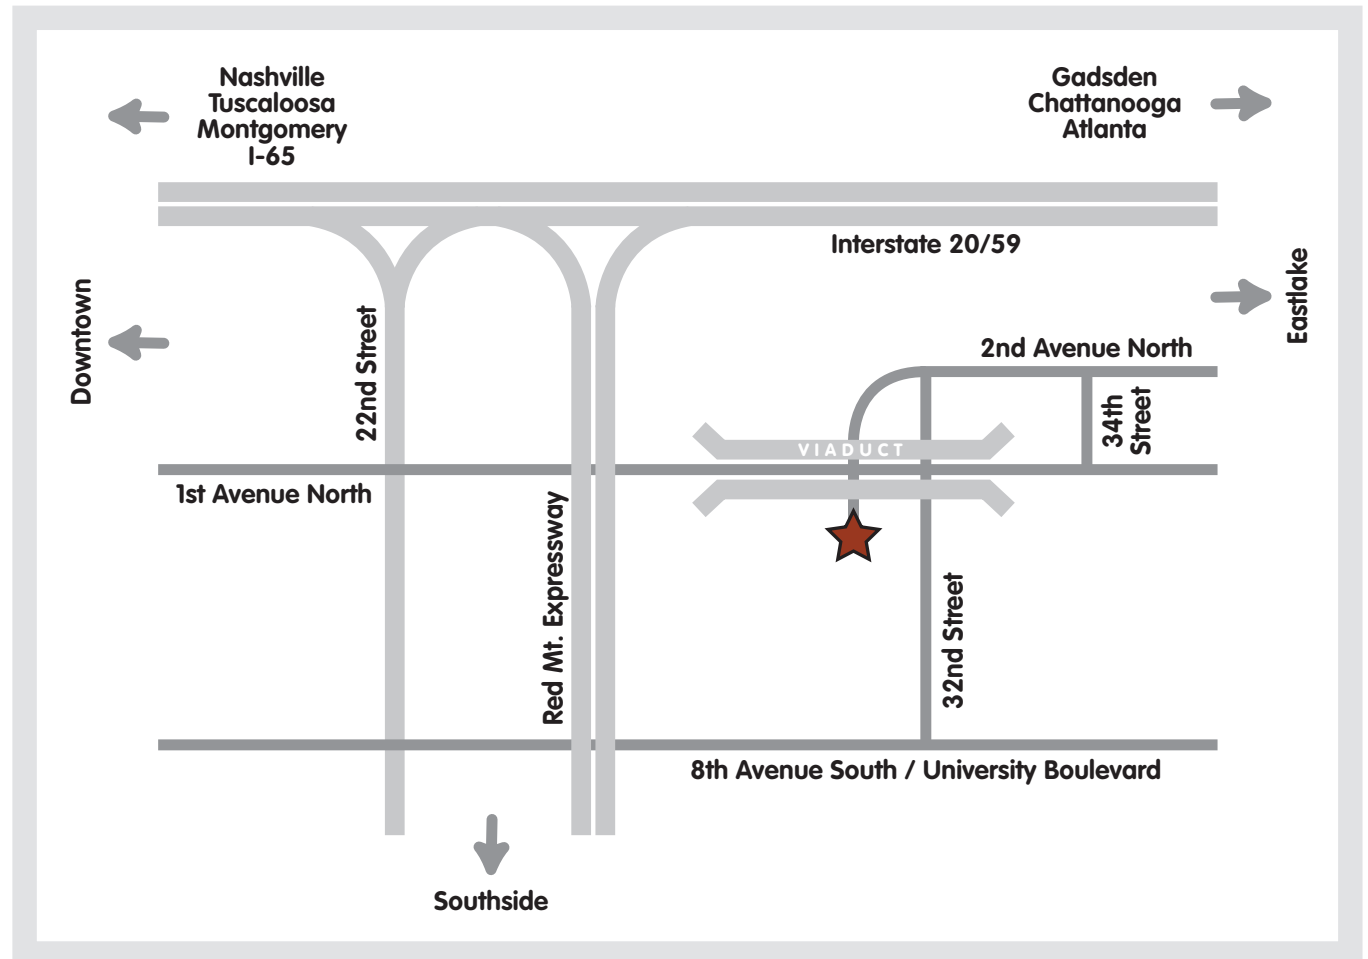 Nashville
Tuscaloosa
Montgomery
I-65
Gadsden
Chattanooga
Atlanta
Interstate 20/59
Downtown
Eastlake
22nd Street
2nd Avenue North
34th
Street
VIADUCT
1st Avenue North
Red Mt. Expressway
32nd Street
8th Avenue South / University Boulevard
Southside